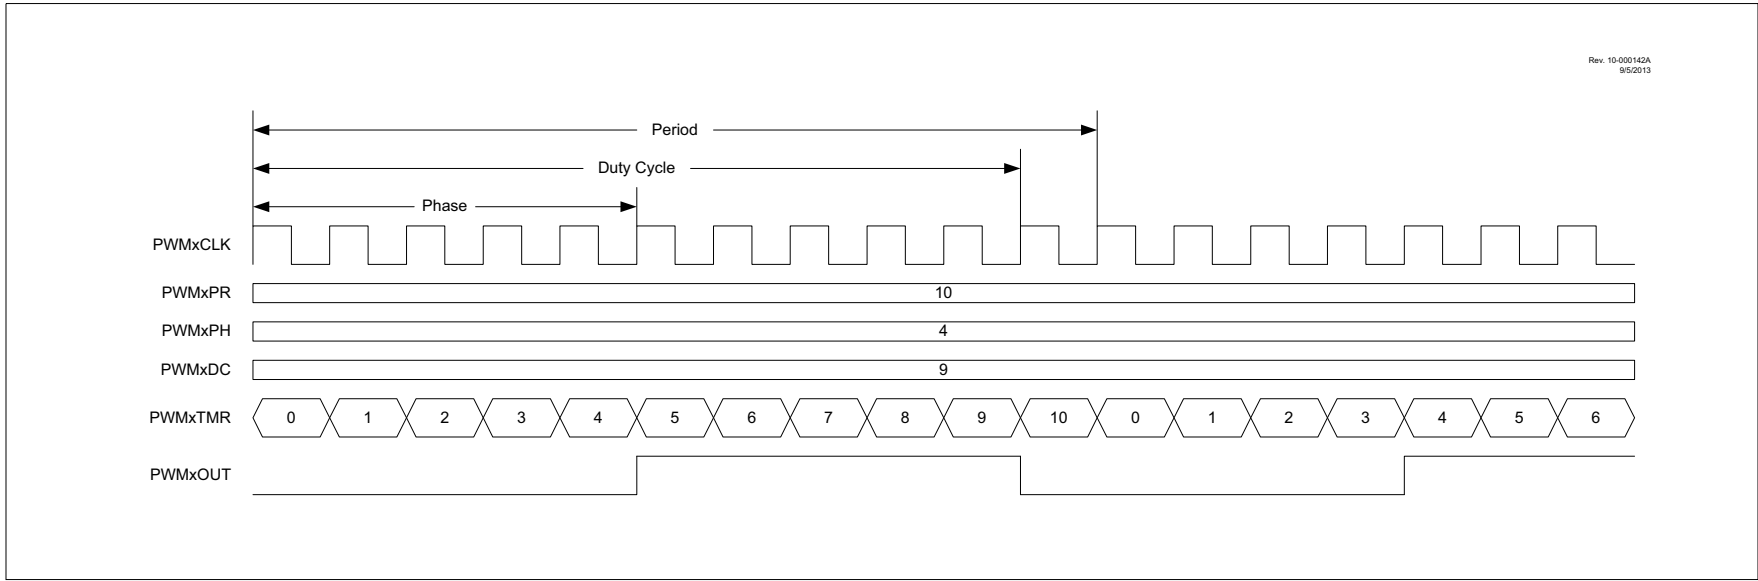 Rev. 10-000142A
9/5/2013
Period
Duty Cycle
Phase
PWMxCLK
PWMxPR 10
PWMxPH 4
PWMxDC 9
PWMxTMR 0 1 2 3 4 5 6 7 8 9 10 0 1 2 3 4 5 6
PWMxOUT